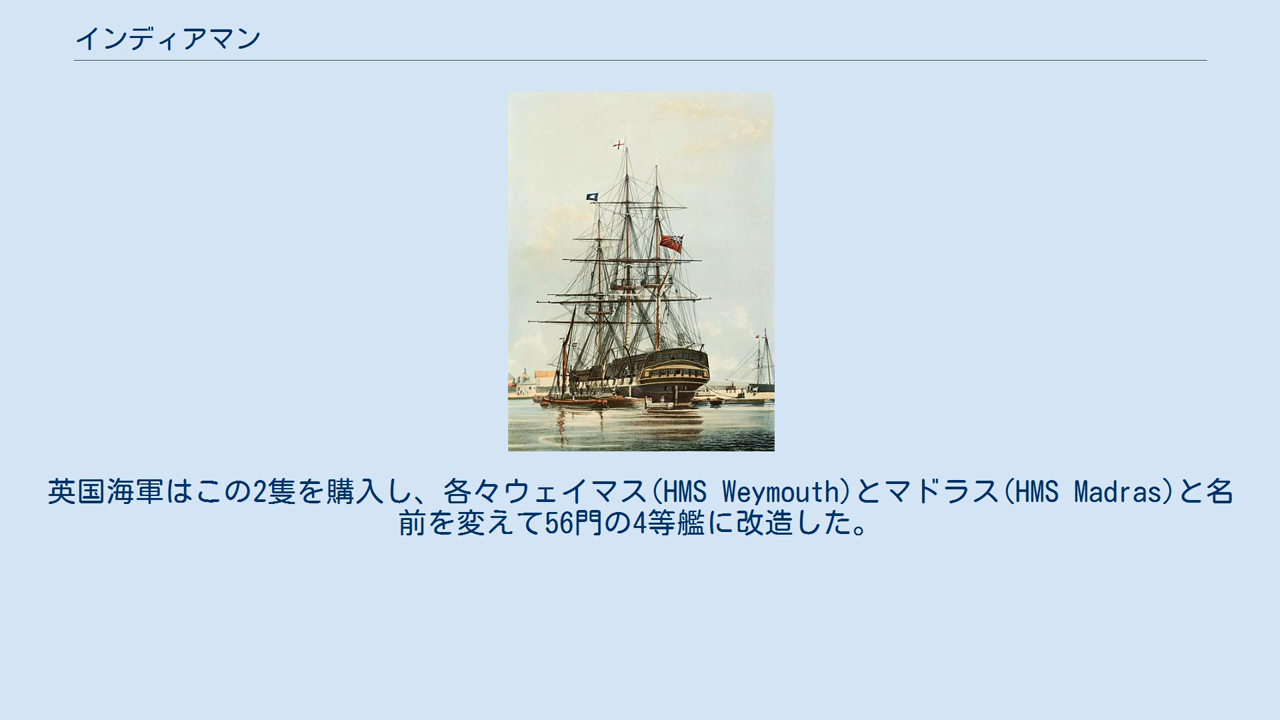 インディアマン
英国海軍はこの2隻を購入し、各々ウェイマス(HMS Weymouth)とマドラス(HMS Madras)と名
前を変えて56門の4等艦に改造した。